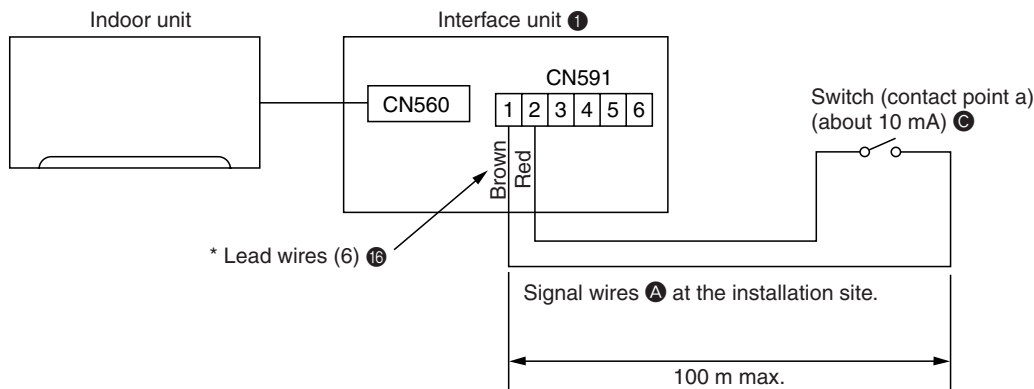 Indoor unit
Interface unit ❶
CN560
CN591
1 2 3 4 5 6
Switch (contact point a)
(about 10 mA) 🅒
Brown
Red
* Lead wires (6) ⓰
Signal wires 🅐 at the installation site.
100 m max.